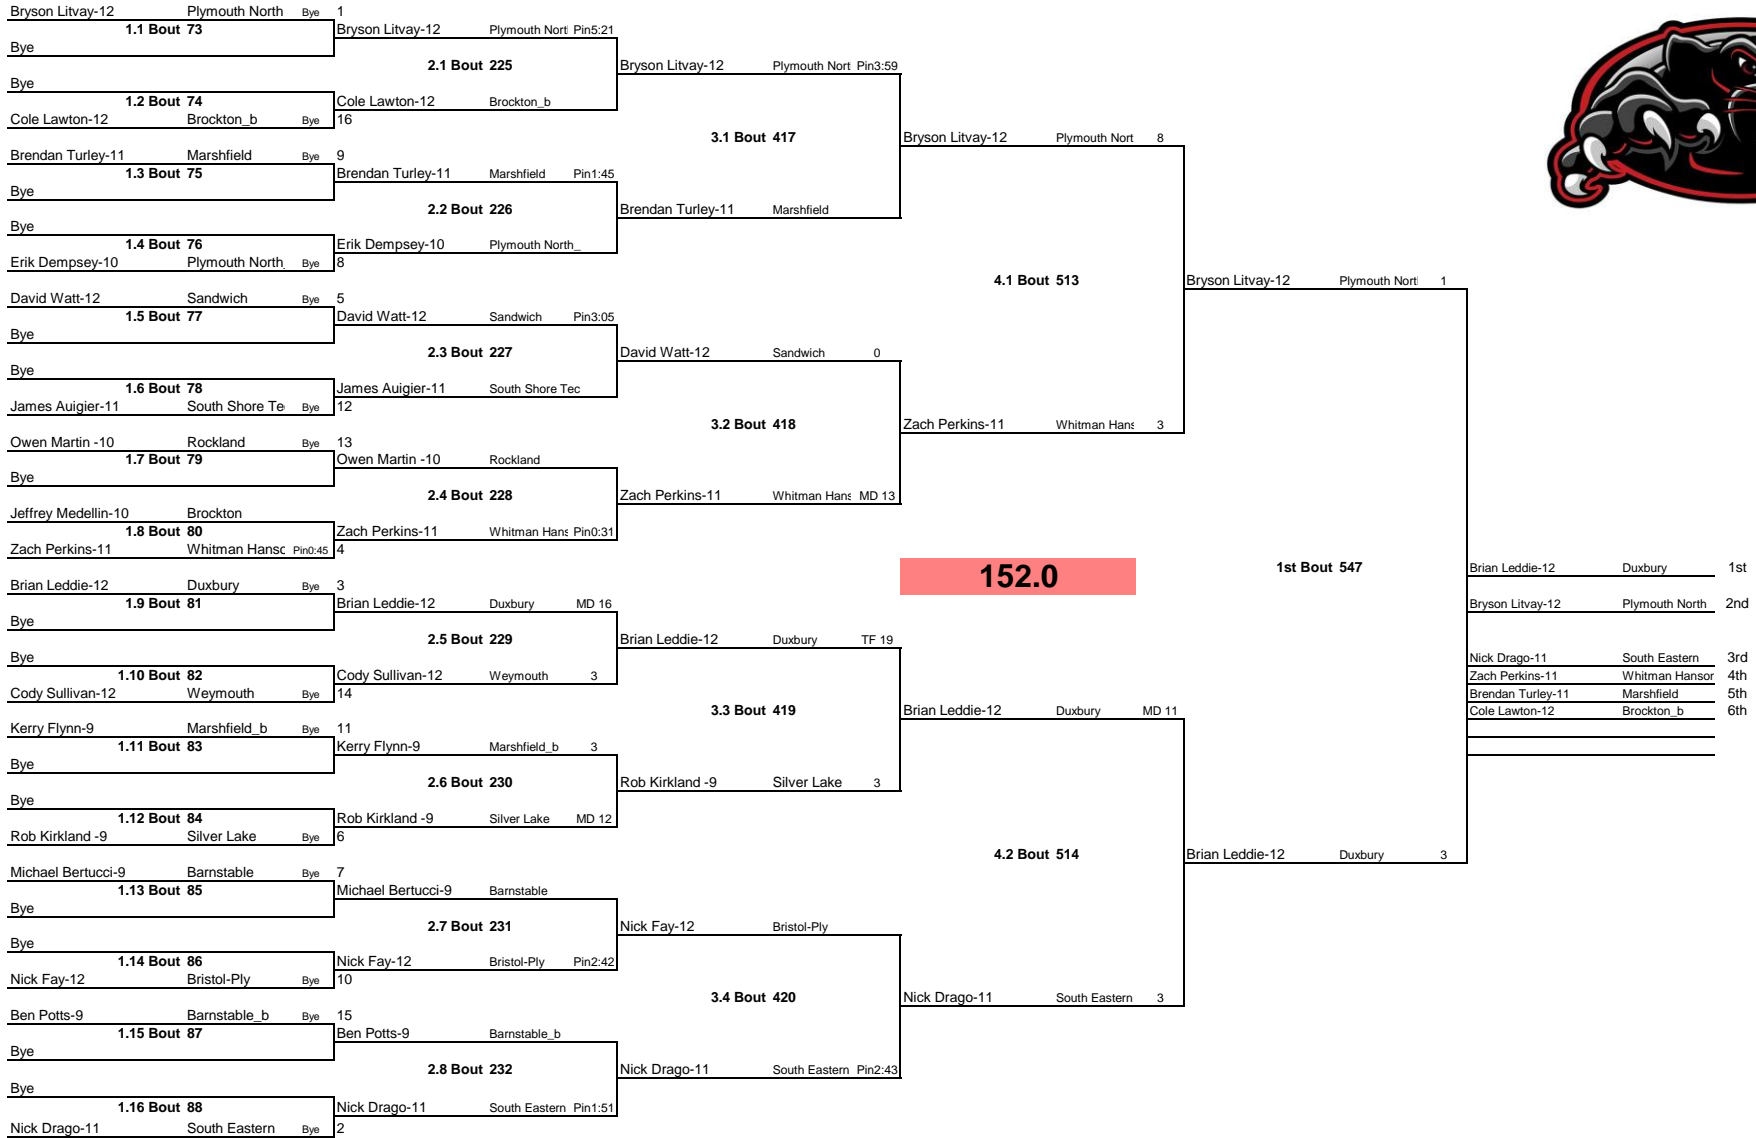 Bryson Litvay-12 Plymouth North Bye 1
1.1 Bout 73 Bryson Litvay-12 Plymouth Nort Pin5:21
Bye
2.1 Bout 225 Bryson Litvay-12 Plymouth Nort Pin3:59
Bye
1.2 Bout 74 Cole Lawton-12 Brockton_b
Cole Lawton-12 Brockton_b Bye 16
3.1 Bout 417 Bryson Litvay-12 Plymouth Nort 8
Brendan Turley-11 Marshfield Bye 9
1.3 Bout 75 Brendan Turley-11 Marshfield Pin1:45
Bye
2.2 Bout 226 Brendan Turley-11 Marshfield
Bye
1.4 Bout 76 Erik Dempsey-10 Plymouth North_
Erik Dempsey-10 Plymouth North_ Bye 8
4.1 Bout 513 Bryson Litvay-12 Plymouth Nort 1
David Watt-12 Sandwich Bye 5
1.5 Bout 77 David Watt-12 Sandwich Pin3:05
Bye
2.3 Bout 227 David Watt-12 Sandwich 0
Bye
1.6 Bout 78 James Auigier-11 South Shore Tec
James Auigier-11 South Shore Te Bye 12
3.2 Bout 418 Zach Perkins-11 Whitman Hans 3
Owen Martin -10 Rockland Bye 13
1.7 Bout 79 Owen Martin -10 Rockland
Bye
2.4 Bout 228 Zach Perkins-11 Whitman Hans MD 13
Jeffrey Medellin-10 Brockton
1.8 Bout 80 Zach Perkins-11 Whitman Hans Pin0:31
Zach Perkins-11 Whitman Hansc Pin0:45 4
152.0 1st Bout 547 Brian Leddie-12 Duxbury 1st
Brian Leddie-12 Duxbury Bye 3
1.9 Bout 81 Brian Leddie-12 Duxbury MD 16 Bryson Litvay-12 Plymouth North 2nd
Bye
2.5 Bout 229 Brian Leddie-12 Duxbury TF 19
Bye Nick Drago-11 South Eastern 3rd
1.10 Bout 82 Cody Sullivan-12 Weymouth 3 Zach Perkins-11 Whitman Hansor 4th
Cody Sullivan-12 Weymouth Bye 14 Brendan Turley-11 Marshfield 5th
3.3 Bout 419 Brian Leddie-12 Duxbury MD 11 Cole Lawton-12 Brockton_b 6th
Kerry Flynn-9 Marshfield_b Bye 11
1.11 Bout 83 Kerry Flynn-9 Marshfield_b 3
Bye
2.6 Bout 230 Rob Kirkland -9 Silver Lake 3
Bye
1.12 Bout 84 Rob Kirkland -9 Silver Lake MD 12
Rob Kirkland -9 Silver Lake Bye 6
4.2 Bout 514 Brian Leddie-12 Duxbury 3
Michael Bertucci-9 Barnstable Bye 7
1.13 Bout 85 Michael Bertucci-9 Barnstable
Bye
2.7 Bout 231 Nick Fay-12 Bristol-Ply
Bye
1.14 Bout 86 Nick Fay-12 Bristol-Ply Pin2:42
Nick Fay-12 Bristol-Ply Bye 10
3.4 Bout 420 Nick Drago-11 South Eastern 3
Ben Potts-9 Barnstable_b Bye 15
1.15 Bout 87 Ben Potts-9 Barnstable_b
Bye
2.8 Bout 232 Nick Drago-11 South Eastern Pin2:43
Bye
1.16 Bout 88 Nick Drago-11 South Eastern Pin1:51
Nick Drago-11 South Eastern Bye 2